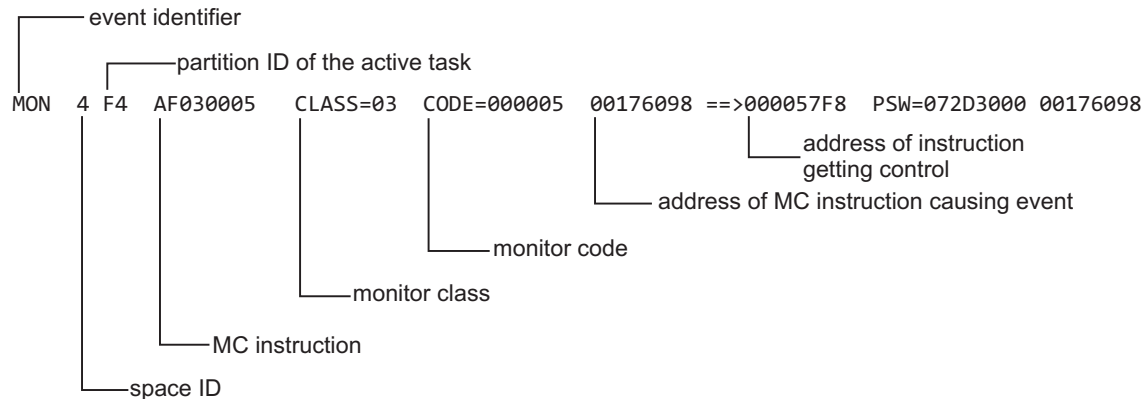 event identifier
partition ID of the active task
MON 4 F4 AF030005 CLASS=03 CODE=000005 00176098 ==>000057F8 PSW=072D3000 00176098
address of instruction
getting control
address of MC instruction causing event
monitor code
monitor class
MC instruction
space ID